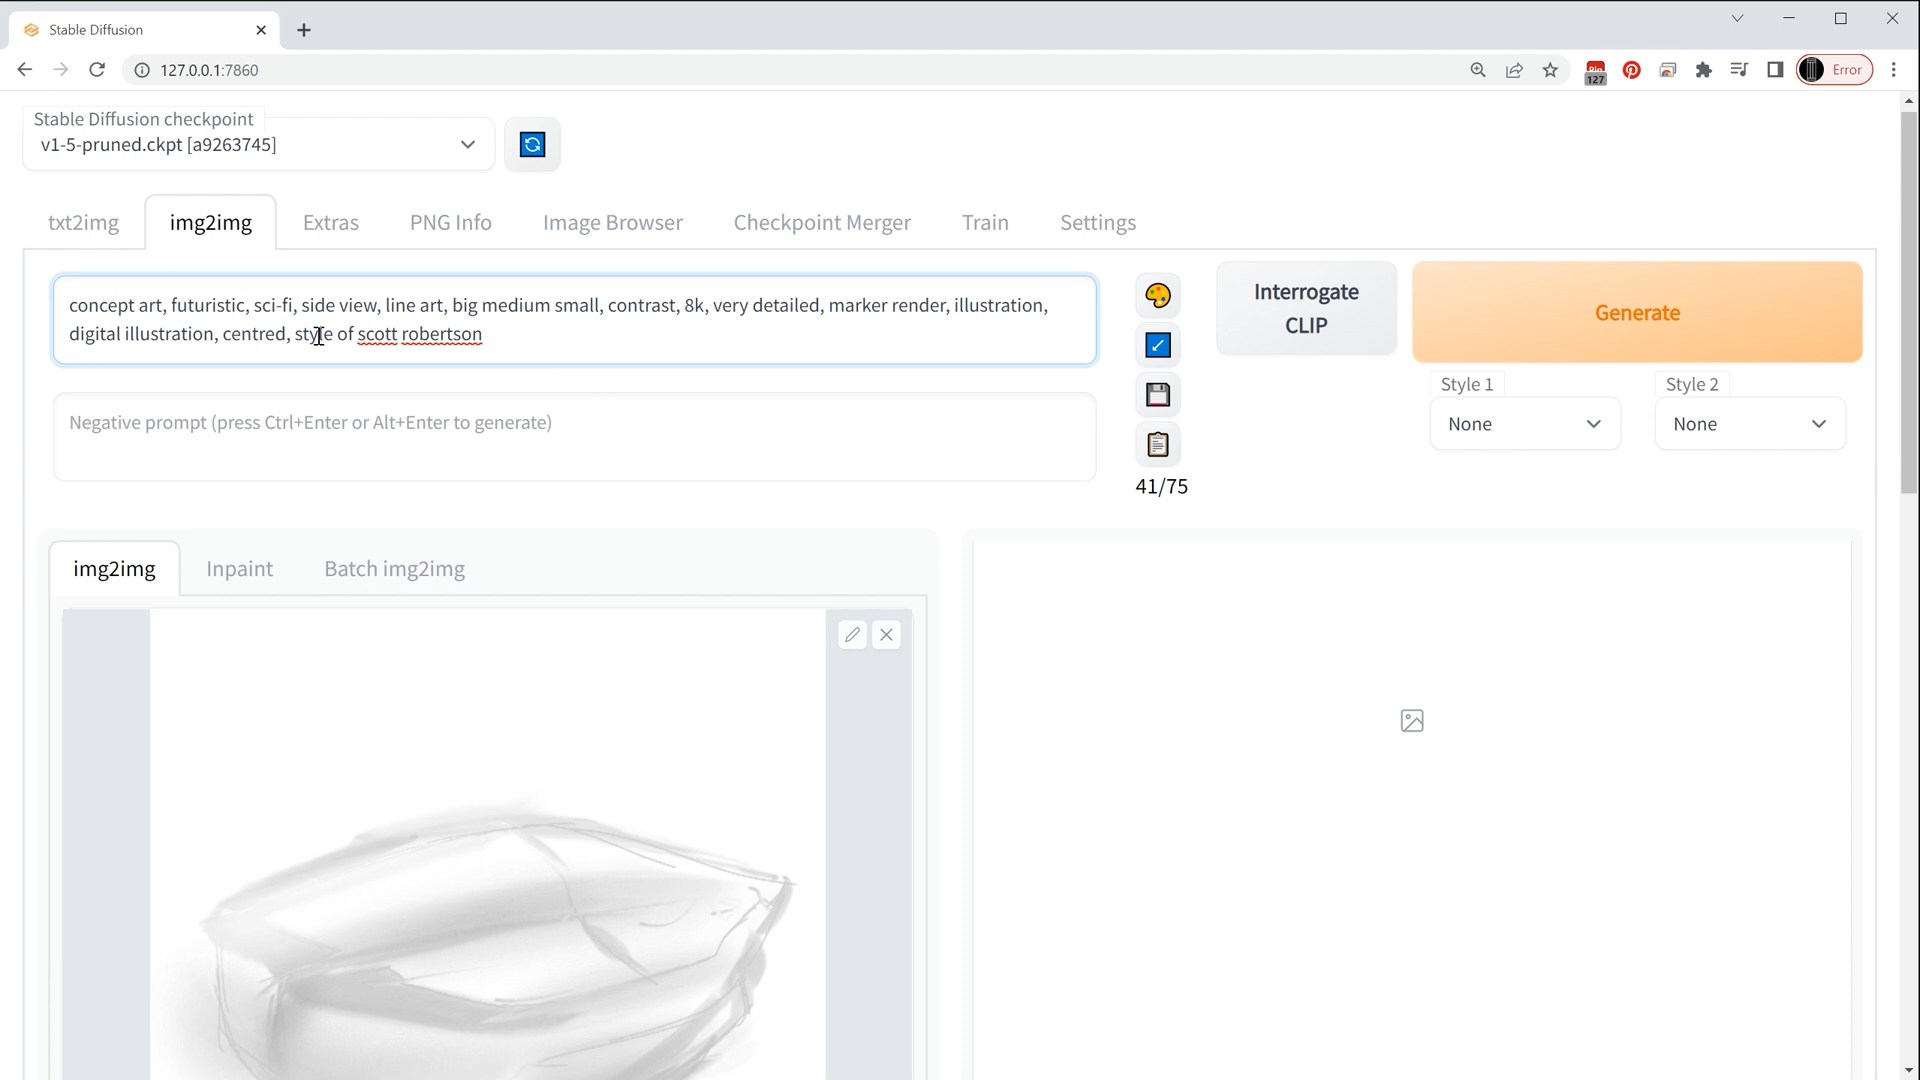 Stable Diffusion
127.0.0.1:7860
127
Error
Stable Diffusion checkpoint
v1-5-pruned.ckpt [a9263745]
txt2img
img2img
Extras
PNG Info
Image Browser
Checkpoint Merger
Train
Settings
concept art, futuristic, sci-fi, side view, line art, big medium small, contrast, 8k, very detailed, marker render, illustration,
digital illustration, centred, style of scott robertson
Interrogate
CLIP
Generate
Style 1
Style 2
None
None
Negative prompt (press Ctrl+Enter or Alt+Enter to generate)
41/75
img2img
Inpaint
Batch img2img